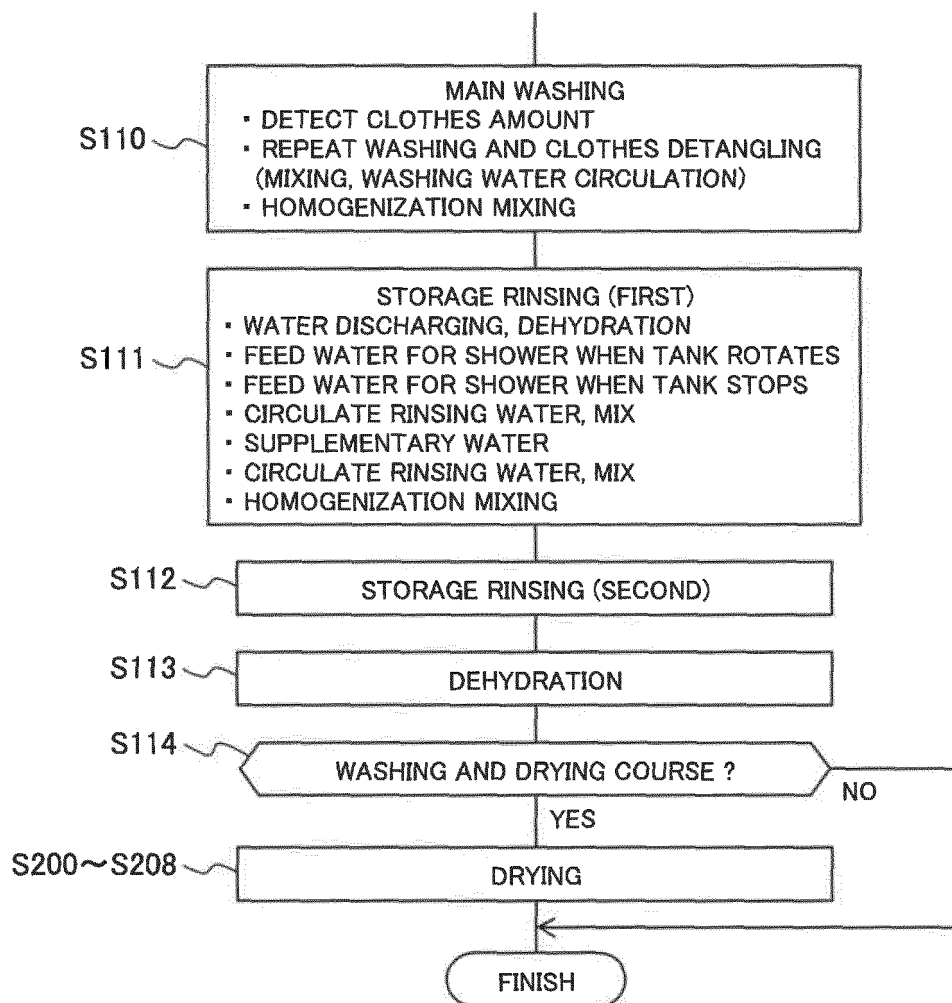 MAIN WASHING
S110
・DETECT CLOTHES AMOUNT
・REPEAT WASHING AND CLOTHES DETANGLING
(MIXING, WASHING WATER CIRCULATION)
・HOMOGENIZATION MIXING
STORAGE RINSING (FIRST)
・WATER DISCHARGING, DEHYDRATION
S111
・FEED WATER FOR SHOWER WHEN TANK ROTATES
・FEED WATER FOR SHOWER WHEN TANK STOPS
・CIRCULATE RINSING WATER, MIX
・SUPPLEMENTARY WATER
・CIRCULATE RINSING WATER, MIX
・HOMOGENIZATION MIXING
S112
STORAGE RINSING (SECOND)
S113
DEHYDRATION
S114
WASHING AND DRYING COURSE ?
NO
YES
S200〜S208
DRYING
FINISH